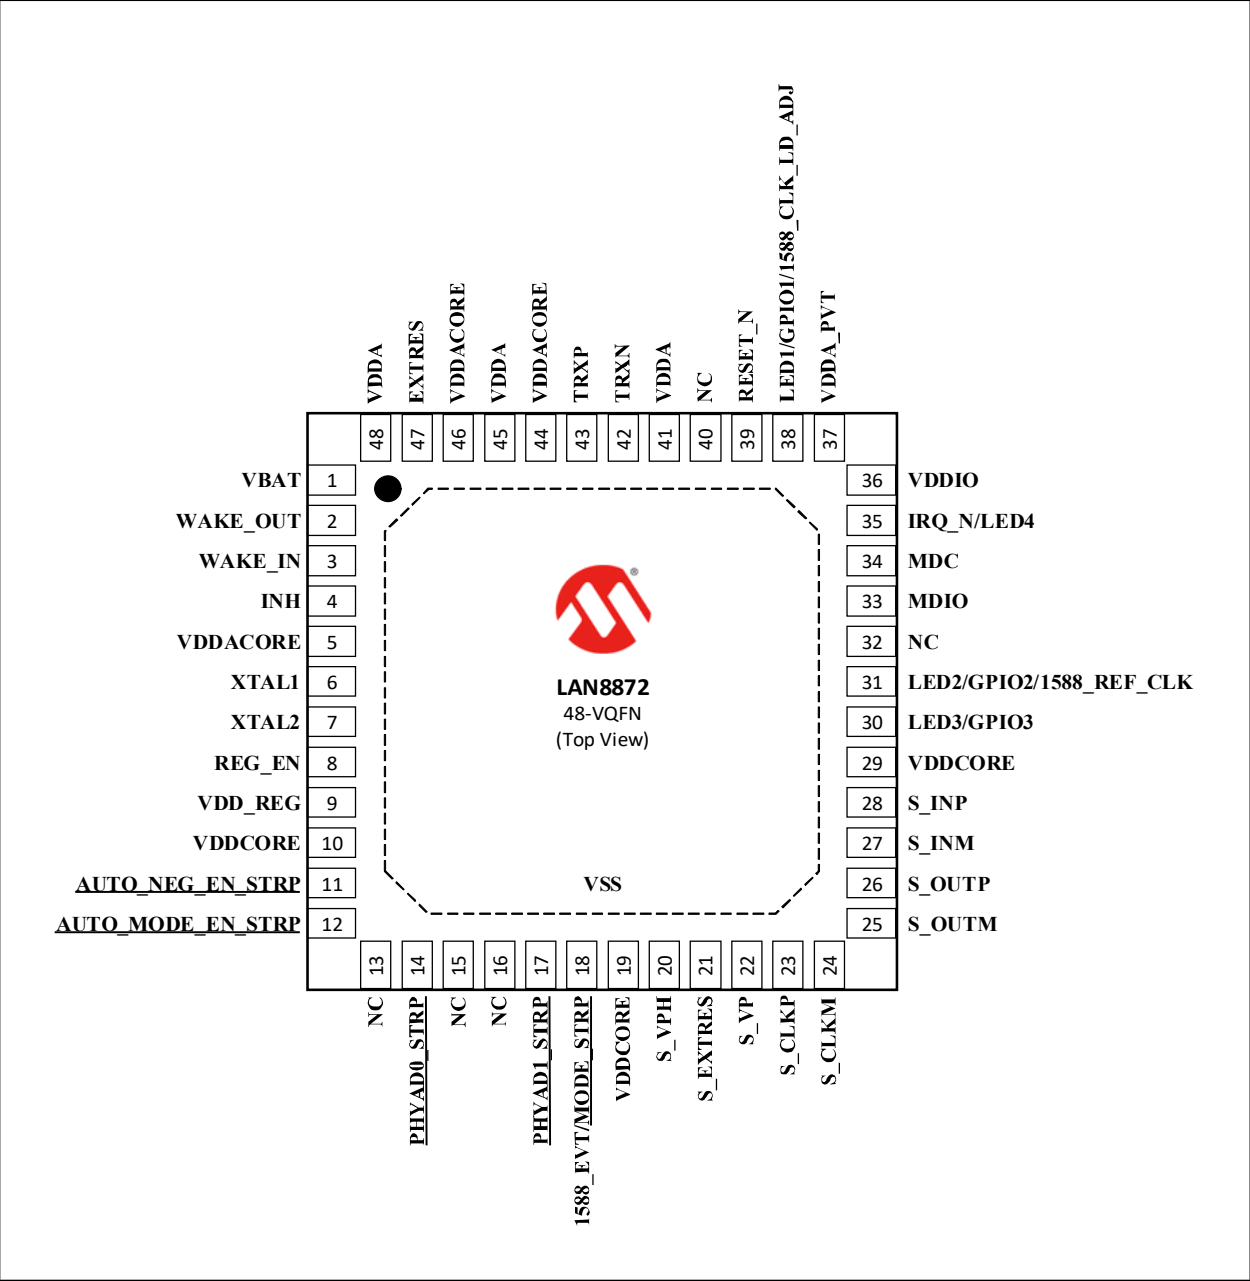 LED1/GPIO1/1588_CLK_LD_ADJ
VDDA
EXTRES
VDDACORE
VDDA
VDDACORE
TRXP
TRXN
VDDA
NC
RESET_N
VDDA_PVT
48
47
46
45
44
43
42
41
40
39
38
37
VBAT 1
36 VDDIO
WAKE_OUT 2
35 IRQ_N/LED4
WAKE_IN 3
34 MDC
INH 4
33 MDIO
VDDACORE 5
32 NC
XTAL1 6
31 LED2/GPIO2/1588_REF_CLK
XTAL2 7
30 LED3/GPIO3
REG_EN 8
29 VDDCORE
VDD_REG 9
28 S_INP
VDDCORE 10
27 S_INM
AUTO_NEG_EN_STRP 11
26 S_OUTP
AUTO_MODE_EN_STRP 12
25 S_OUTM
®
LAN8872
48-VQFN
(Top View)
VSS
13
14
15
16
17
18
19
20
21
22
23
24
NC
PHYAD0_STRP
NC
NC
PHYAD1_STRP
1588_EVT/MODE_STRP
VDDCORE
S_VPH
S_EXTRES
S_VP
S_CLKP
S_CLKM